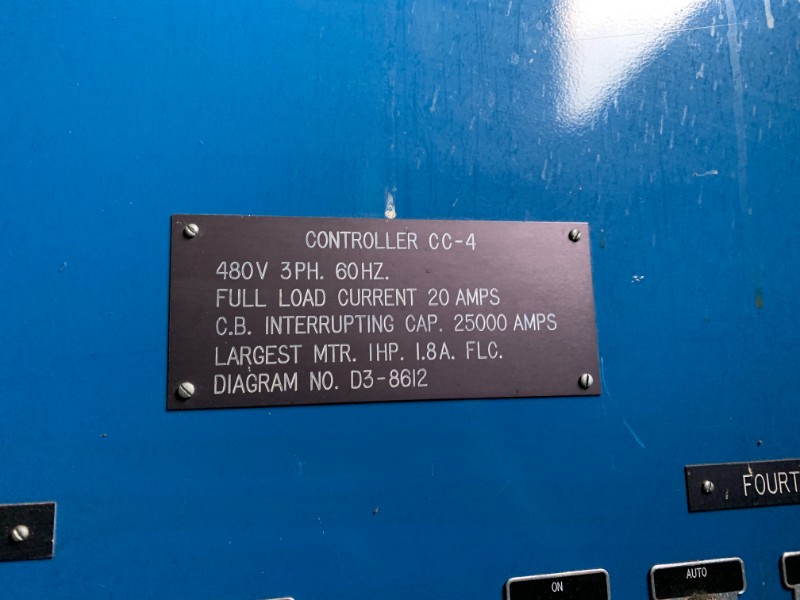 CONTROLLER CC-4
480V 3PH. 60HZ.
FULL LOAD CURRENT 20 AMPS
C.B. INTERRUPTING CAP. 25000 AMPS
LARGEST MTR. 1HP. 1.8A. FLC.
DIAGRAM NO. D3-8612
FOURT
ON
AUTO